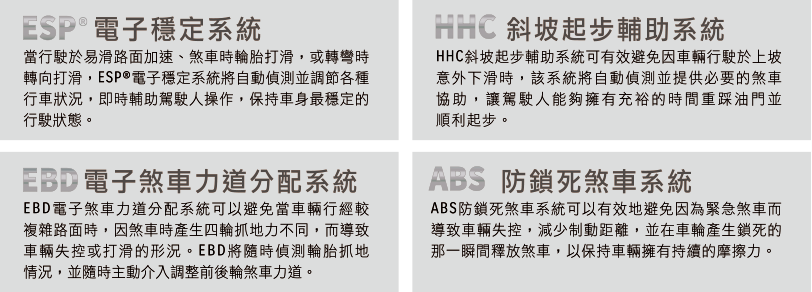 ESP® 電子穩定系統
當行駛於易滑路面加速、煞車時輪胎打滑，或轉彎時
轉向打滑，ESP®電子穩定系統將自動偵測並調節各種
行車狀況，即時輔助駕駛人操作，保持車身最穩定的
行駛狀態。
HHC 斜坡起步輔助系統
HHC斜坡起步輔助系統可有效避免因車輛行駛於上坡
意外下滑時，該系統將自動偵測並提供必要的煞車
協助，讓駕駛人能夠擁有充裕的時間重踩油門並
順利起步。
EBD 電子煞車力道分配系統
EBD電子煞車力道分配系統可以避免當車輛行經較
複雜路面時，因煞車時產生四輪抓地力不同，而導致
車輛失控或打滑的形況。EBD將隨時偵測輪胎抓地
情況，並隨時主動介入調整前後輪煞車力道。
ABS 防鎖死煞車系統
ABS防鎖死煞車系統可以有效地避免因為緊急煞車而
導致車輛失控，減少制動距離，並在車輪產生鎖死的
那一瞬間釋放煞車，以保持車輛擁有持續的摩擦力。